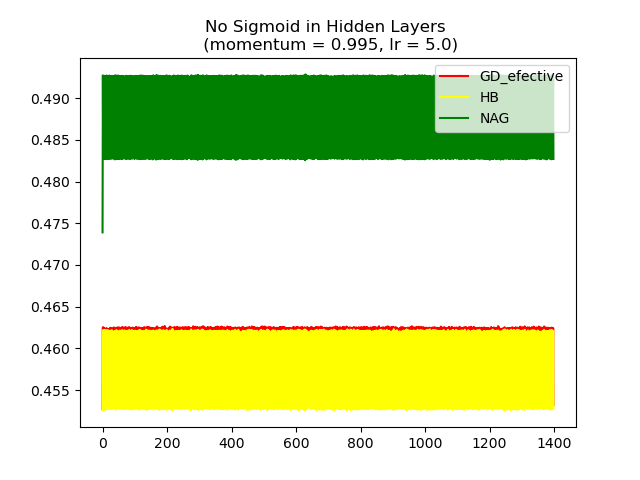 No Sigmoid in Hidden Layers
(momentum = 0.995, lr = 5.0)
GD_efective
HB
NAG
0.490
0.485
0.480
0.475
0.470
0.465
0.460
0.455
0 200 400 600 800 1000 1200 1400